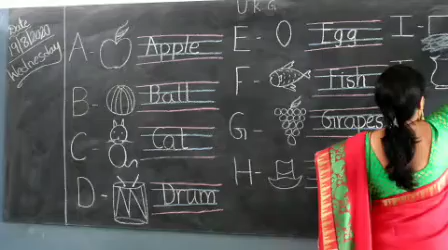 Date
19/8/2020
Wednesday
U.K.G
A- Apple
B- Ball
C- Cat
D- Drum
E- Egg
F- Fish
G- Grapes
H-
I-